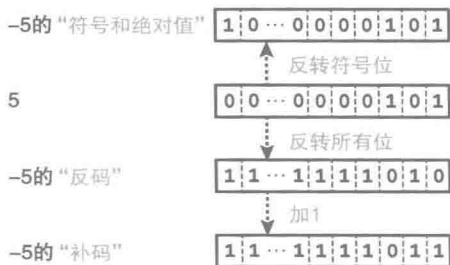 –5的“符号和绝对值” 1 0 ··· 0 0 0 0 1 0 1
反转符号位
5 0 0 ··· 0 0 0 0 1 0 1
反转所有位
–5的“反码” 1 1 ··· 1 1 1 1 0 1 0
加1
–5的“补码” 1 1 ··· 1 1 1 1 0 1 1